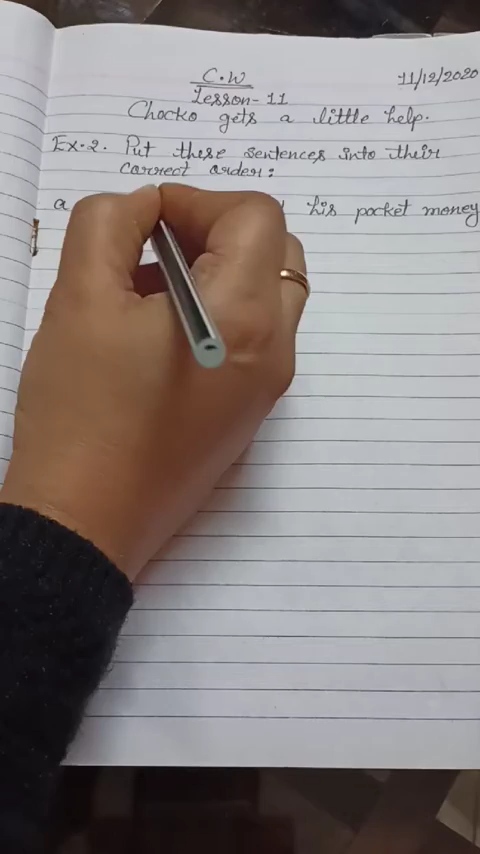 C.W
11/12/2020
Lesson-11
Chocko gets a little help.
Ex-2. Put these sentences into their
correct order:
a his pocket money